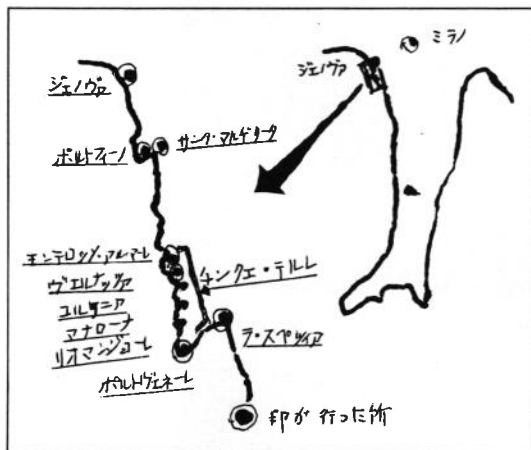 ミラノ
ジェノヴァ
ジェノヴァ
サンタ・マルゲリータ
ポルトフィーノ
モンテロッソ・アルマーレ
チンクエ・テルレ
ヴェルナッツァ
コルニリア
マナローナ
リオマンジョーレ
ラ・スペツィア
ポルトヴェネーレ
印が行った所